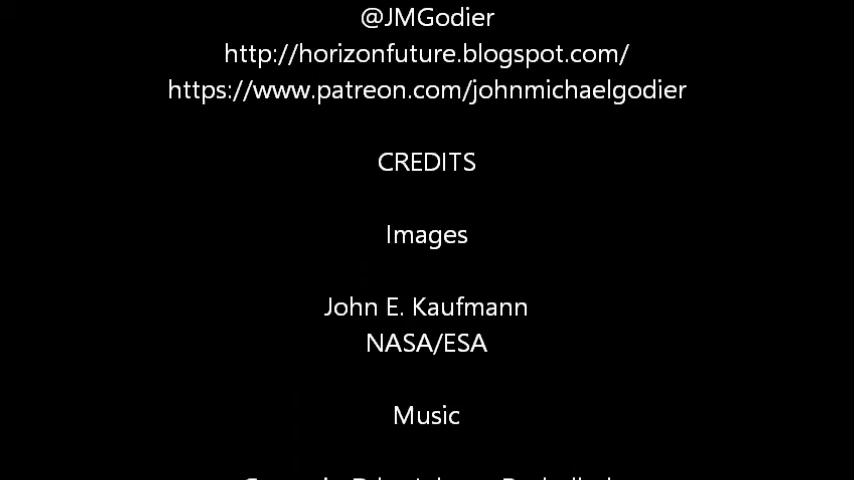 @JMGodier
http://horizonfuture.blogspot.com/
https://www.patreon.com/johnmichaelgodier
CREDITS
Images
John E. Kaufmann
NASA/ESA
Music